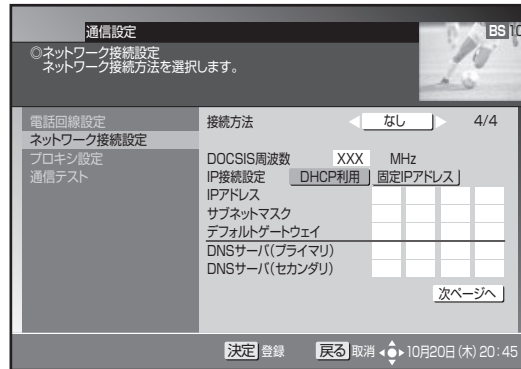 通信設定
BS 10
◎ネットワーク接続設定
ネットワーク接続方法を選択します。
電話回線設定
ネットワーク接続設定
プロキシ設定
通信テスト
接続方法 なし 4/4
DOCSIS周波数 XXX MHz
IP接続設定 DHCP利用 固定IPアドレス
IPアドレス
サブネットマスク
デフォルトゲートウェイ
DNSサーバ(プライマリ)
DNSサーバ(セカンダリ)
次ページへ
決定 登録 戻る 取消 10月20日(木) 20:45